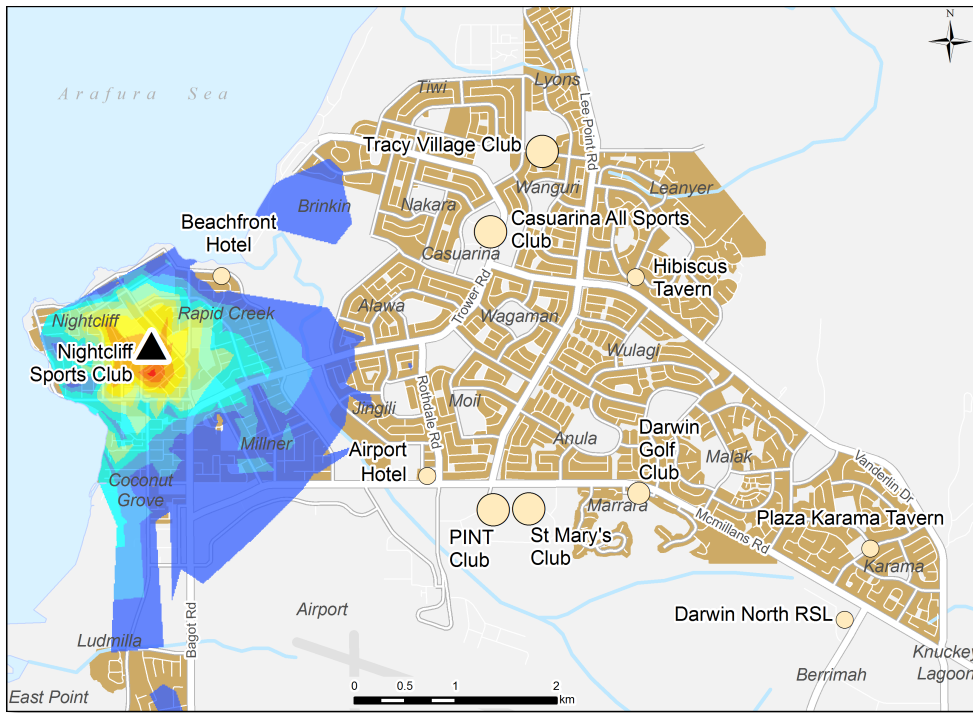 N
Arafura Sea
Tiwi
Lyons
Lee Point Rd
Tracy Village Club
Wanguri
Leanyer
Brinkin
Nakara
Beachfront
Hotel
Casuarina All Sports
Club
Casuarina
Hibiscus
Tavern
Nightcliff
Rapid Creek
Alawa
Trower Rd
Wagaman
Nightcliff
Sports Club
Wulagi
Jingili
Rothdale Rd
Moil
Millner
Anula
Darwin
Golf
Club
Malak
Airport
Hotel
Coconut
Grove
Vanderlin Dr
Marrara
Mcmillans Rd
Plaza Karama Tavern
PINT
Club
St Mary's
Club
Karama
Airport
Bagot Rd
Darwin North RSL
Ludmilla
Knuckey
Lagoon
Berrimah
East Point
0 0.5 1 2
km